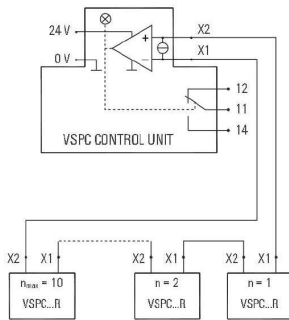 24 V
0 V
+
−
X2
X1
12
11
14
VSPC CONTROL UNIT
X2 X1 X2 X1 X2 X1
nmax = 10 n = 2 n = 1
VSPC...R VSPC...R VSPC...R